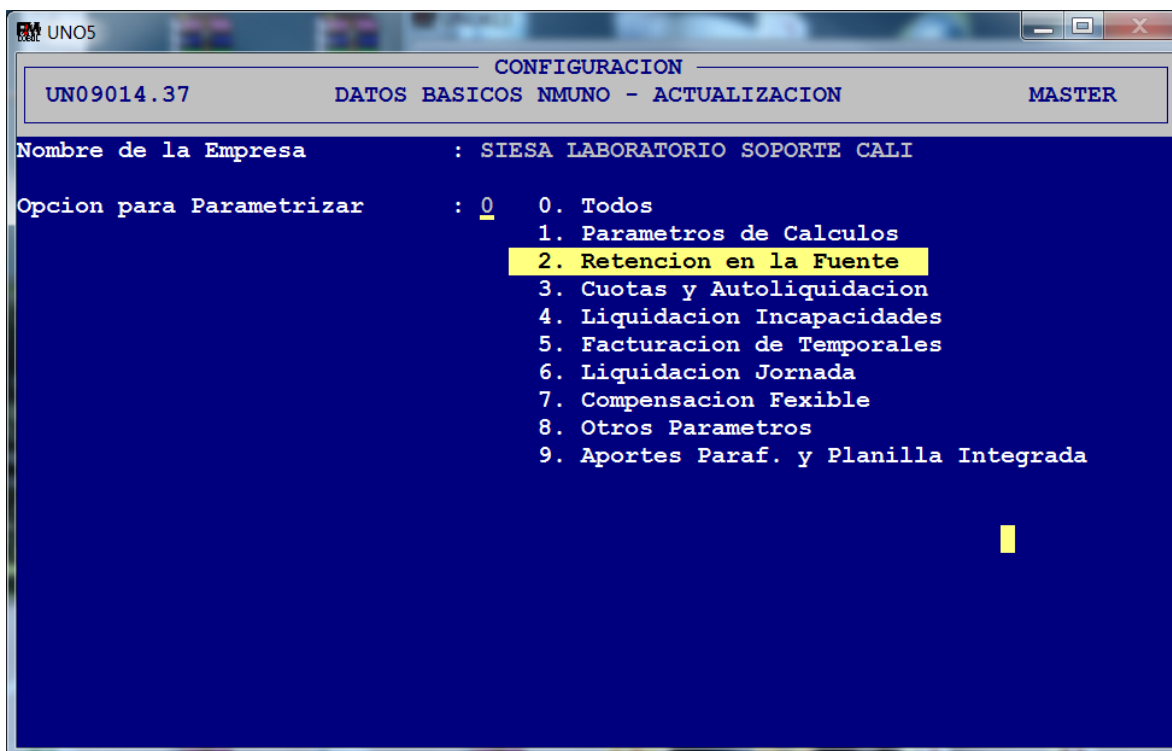 UNO5
CONFIGURACION
UN09014.37 DATOS BASICOS NMUNO - ACTUALIZACION MASTER
Nombre de la Empresa : SIESA LABORATORIO SOPORTE CALI
Opcion para Parametrizar : 0 0. Todos
1. Parametros de Calculos
2. Retencion en la Fuente
3. Cuotas y Autoliquidacion
4. Liquidacion Incapacidades
5. Facturacion de Temporales
6. Liquidacion Jornada
7. Compensacion Fexible
8. Otros Parametros
9. Aportes Paraf. y Planilla Integrada